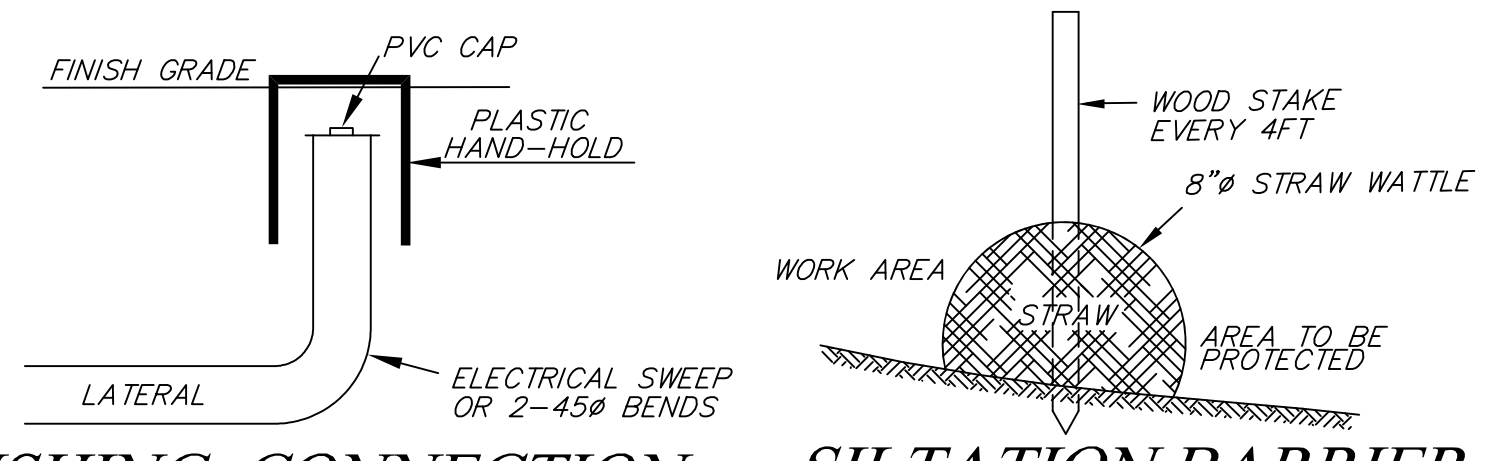 PVC CAP
FINISH GRADE
PLASTIC
HAND-HOLD
LATERAL
ELECTRICAL SWEEP
OR 2-45ø BENDS
WOOD STAKE
EVERY 4FT
8"ø STRAW WATTLE
WORK AREA
STRAW
AREA TO BE
PROTECTED
CONNECTION
SILTATION BARRIER